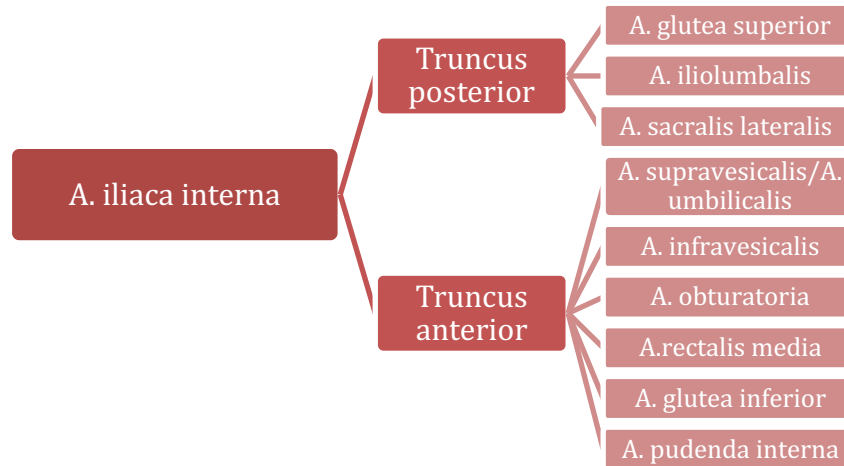 A. iliaca interna
Truncus
posterior
A. glutea superior
A. iliolumbalis
A. sacralis lateralis
Truncus
anterior
A. supravesicalis/A.
umbilicalis
A. infravesicalis
A. obturatoria
A.rectalis media
A. glutea inferior
A. pudenda interna